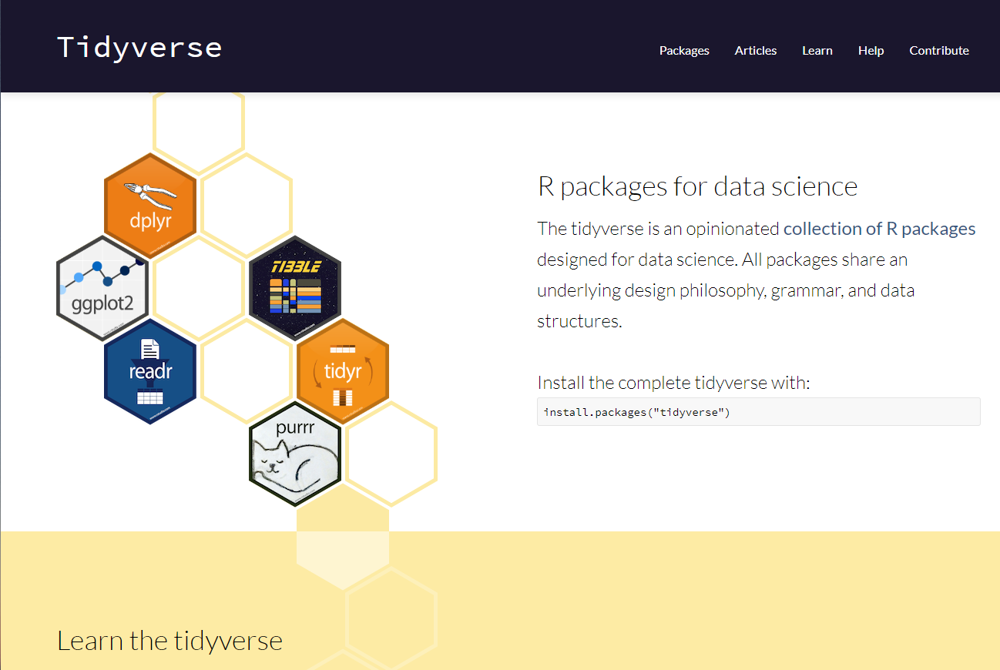 Tidyverse
Packages
Articles
Learn
Help
Contribute
dplyr
ggplot2
TIBBLE
readr
tidyr
purrr
R packages for data science
The tidyverse is an opinionated collection of R packages
designed for data science. All packages share an
underlying design philosophy, grammar, and data
structures.
Install the complete tidyverse with:
install.packages("tidyverse")
Learn the tidyverse